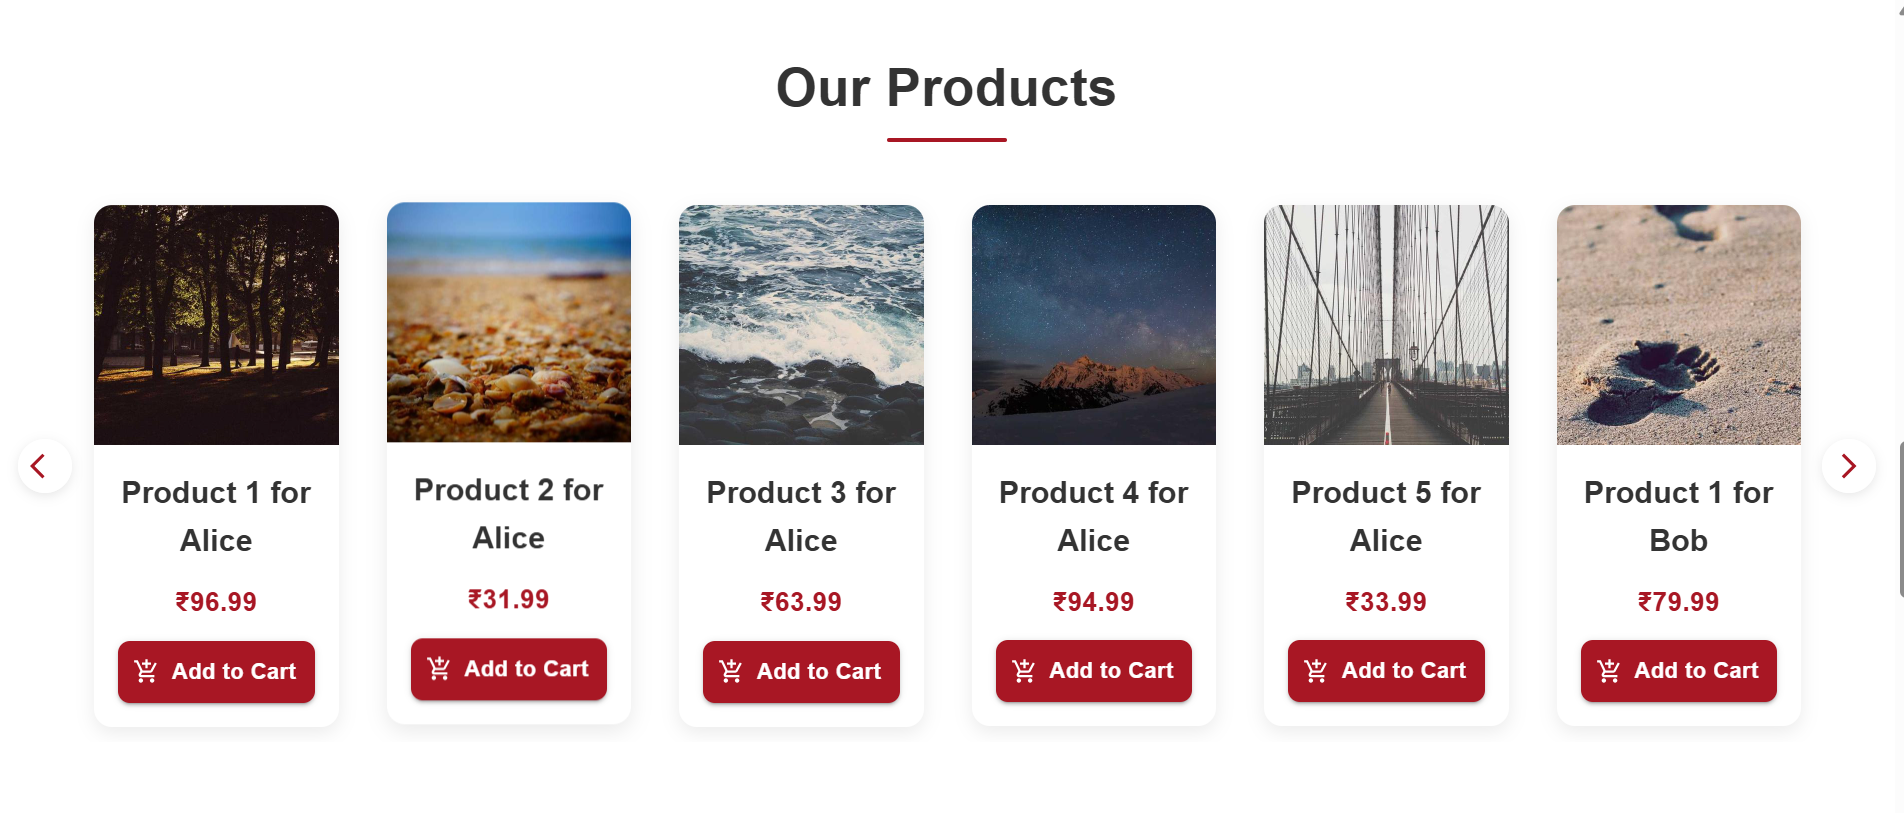 Our Products
Product 1 for
Alice
₹96.99
Add to Cart
Product 2 for
Alice
₹31.99
Add to Cart
Product 3 for
Alice
₹63.99
Add to Cart
Product 4 for
Alice
₹94.99
Add to Cart
Product 5 for
Alice
₹33.99
Add to Cart
Product 1 for
Bob
₹79.99
Add to Cart